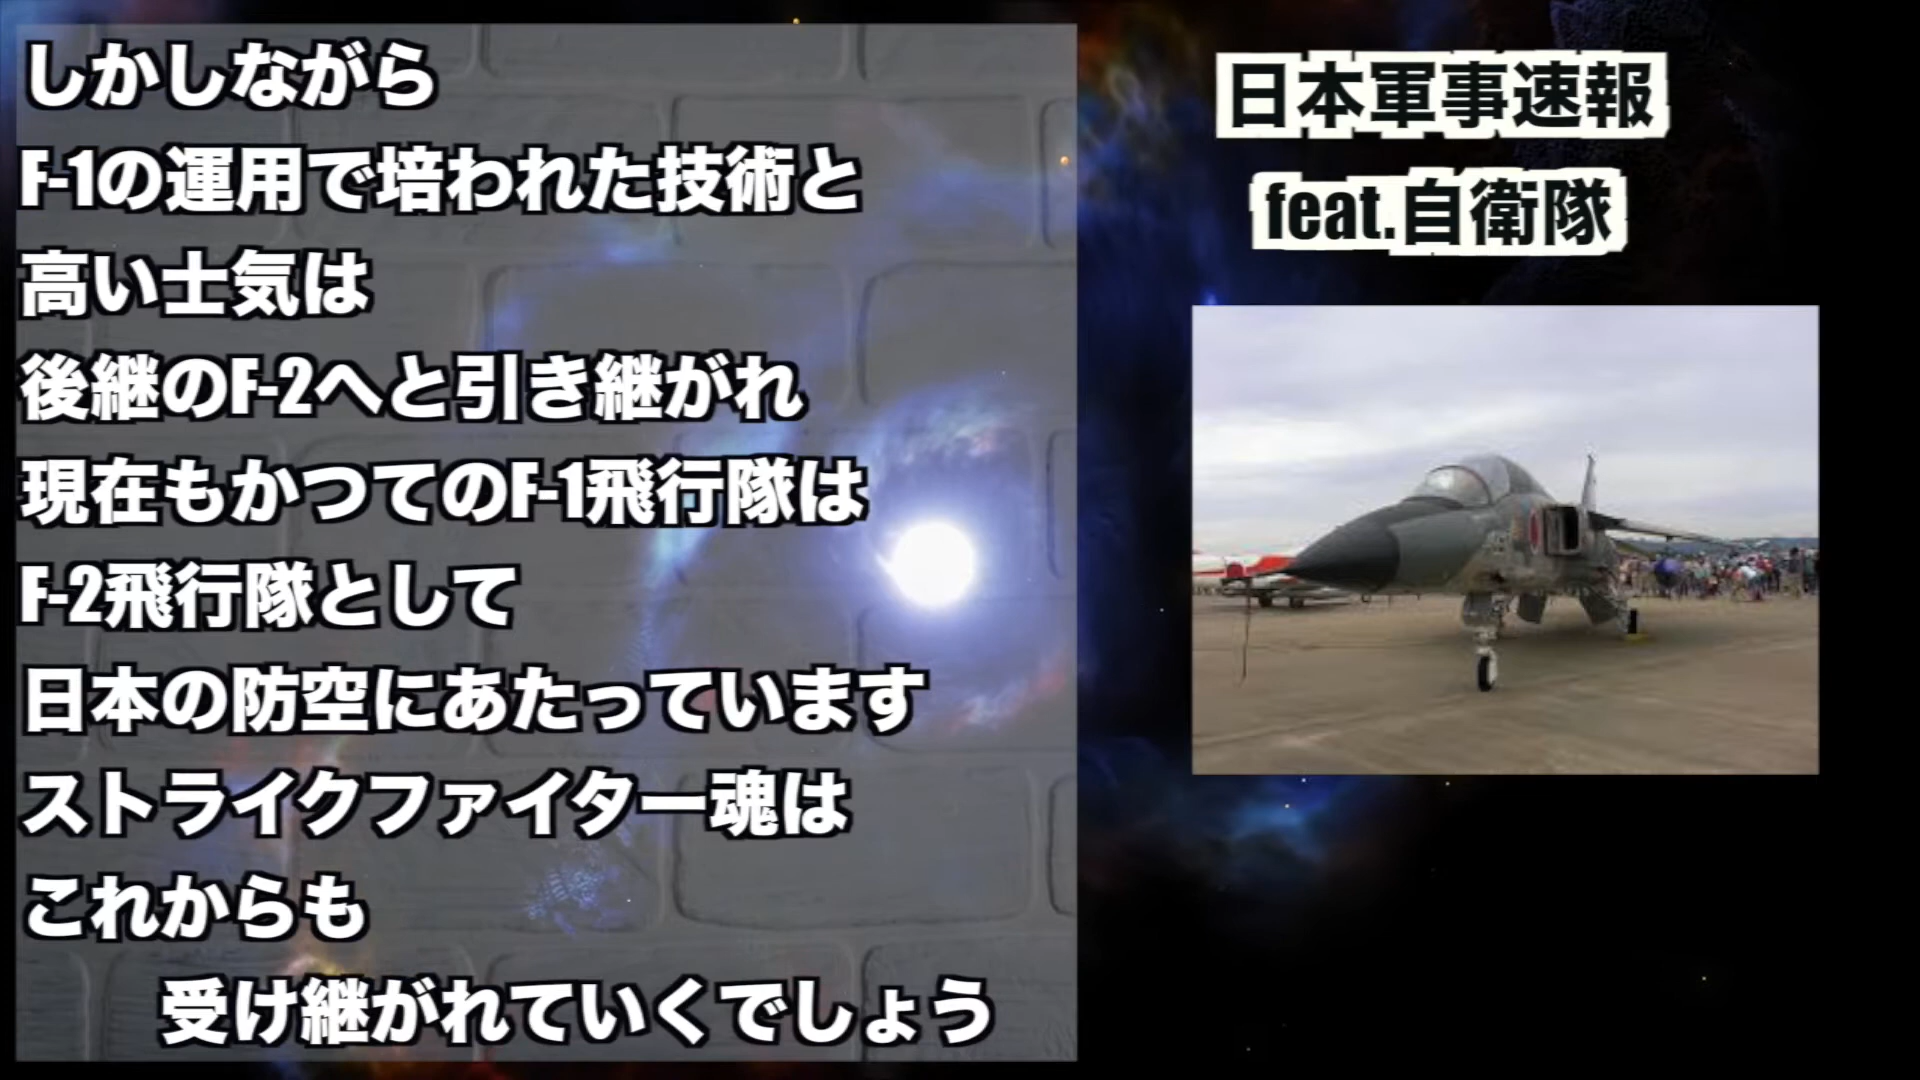 しかしながら
F-1の運用で培われた技術と
高い士気は
後継のF-2へと引き継がれ
現在もかつてのF-1飛行隊は
F-2飛行隊として
日本の防空にあたっています
ストライクファイター魂は
これからも
受け継がれていくでしょう
日本軍事速報
feat.自衛隊